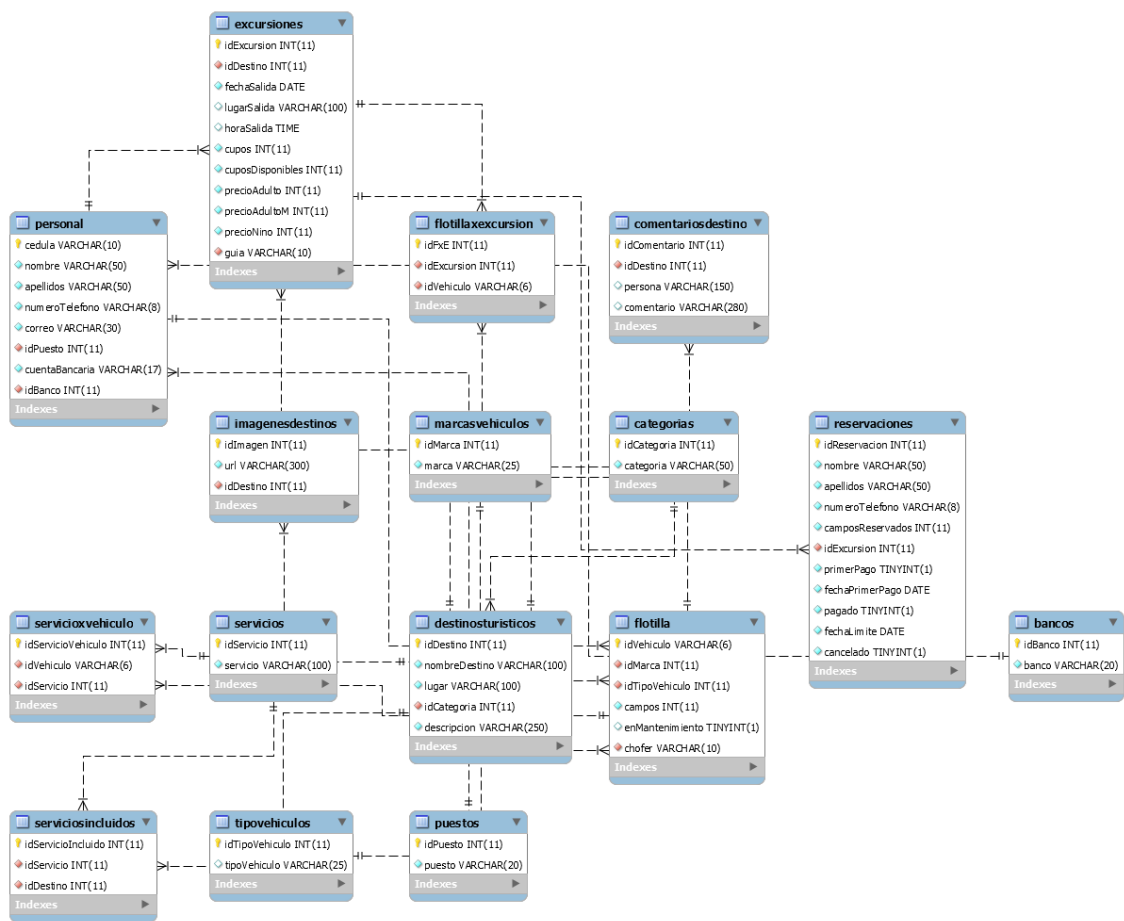 excursiones
idExcursion INT(11)
idDestino INT(11)
fechaSalida DATE
lugarSalida VARCHAR(100)
horaSalida TIME
cupos INT(11)
cuposDisponibles INT(11)
precioAdulto INT(11)
precioAdultoM INT(11)
precioNino INT(11)
guia VARCHAR(10)
Indexes
personal
cedula VARCHAR(10)
nombre VARCHAR(50)
apellidos VARCHAR(50)
numeroTelefono VARCHAR(8)
correo VARCHAR(30)
idPuesto INT(11)
cuentaBancaria VARCHAR(17)
idBanco INT(11)
Indexes
flotillaxexcursion
idFxE INT(11)
idExcursion INT(11)
idVehiculo VARCHAR(6)
Indexes
comentariosdestino
idComentario INT(11)
idDestino INT(11)
persona VARCHAR(150)
comentario VARCHAR(280)
Indexes
imagenesdestinos
idImagen INT(11)
url VARCHAR(300)
idDestino INT(11)
Indexes
marcasvehiculos
idMarca INT(11)
marca VARCHAR(25)
Indexes
categorias
idCategoria INT(11)
categoria VARCHAR(50)
Indexes
reservaciones
idReservacion INT(11)
nombre VARCHAR(50)
apellidos VARCHAR(50)
numeroTelefono VARCHAR(8)
camposReservados INT(11)
idExcursion INT(11)
primerPago TINYINT(1)
fechaPrimerPago DATE
pagado TINYINT(1)
fechaLimite DATE
cancelado TINYINT(1)
Indexes
servicioxvehiculo
idServicioVehiculo INT(11)
idVehiculo VARCHAR(6)
idServicio INT(11)
Indexes
servicios
idServicio INT(11)
servicio VARCHAR(100)
Indexes
destinosturisticos
idDestino INT(11)
nombreDestino VARCHAR(100)
lugar VARCHAR(100)
idCategoria INT(11)
descripcion VARCHAR(250)
Indexes
flotilla
idVehiculo VARCHAR(6)
idMarca INT(11)
idTipoVehiculo INT(11)
campos INT(11)
enMantenimiento TINYINT(1)
chofer VARCHAR(10)
Indexes
bancos
idBanco INT(11)
banco VARCHAR(20)
Indexes
serviciosincluidos
idServicioIncluido INT(11)
idServicio INT(11)
idDestino INT(11)
Indexes
tipovehiculos
idTipoVehiculo INT(11)
tipoVehiculo VARCHAR(25)
Indexes
puestos
idPuesto INT(11)
puesto VARCHAR(20)
Indexes